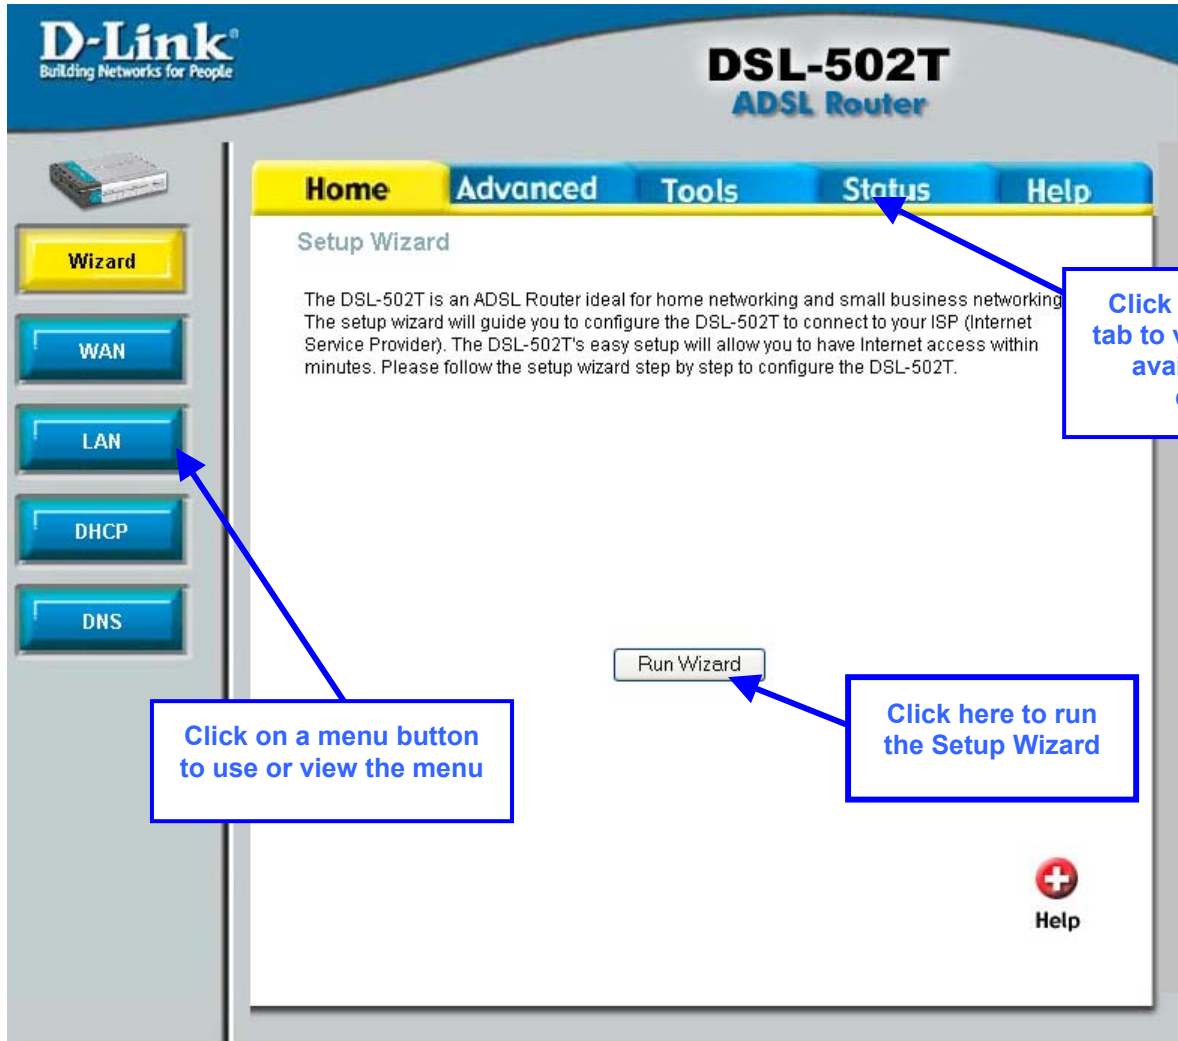 D-Link®
Building Networks for People
DSL-502T
ADSL Router
Home Advanced Tools Status Help
Wizard
WAN
LAN
DHCP
DNS
Setup Wizard
The DSL-502T is an ADSL Router ideal for home networking and small business networking
The setup wizard will guide you to configure the DSL-502T to connect to your ISP (Internet
Service Provider). The DSL-502T's easy setup will allow you to have Internet access within
minutes. Please follow the setup wizard step by step to configure the DSL-502T.
Click
tab to
Run Wizard
Click here to run
the Setup Wizard
Click on a menu button
to use or view the menu
Help